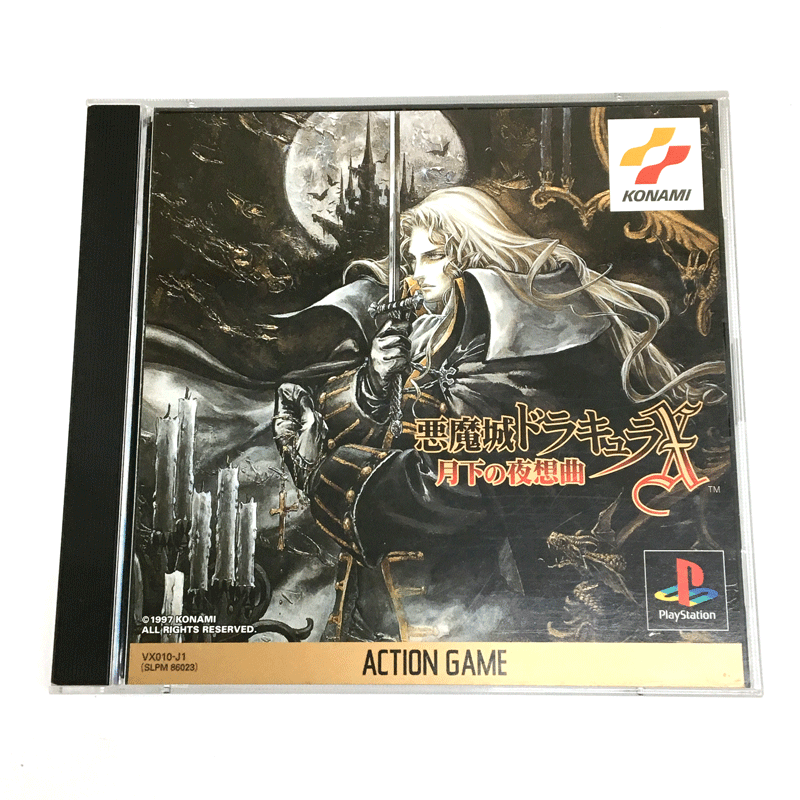 KONAMI
悪魔城ドラキュラX
TM
月下の夜想曲
PlayStation
©1997 KONAMI
ALL RIGHTS RESERVED.
VX010-J1
(SLPM 86023)
ACTION GAME